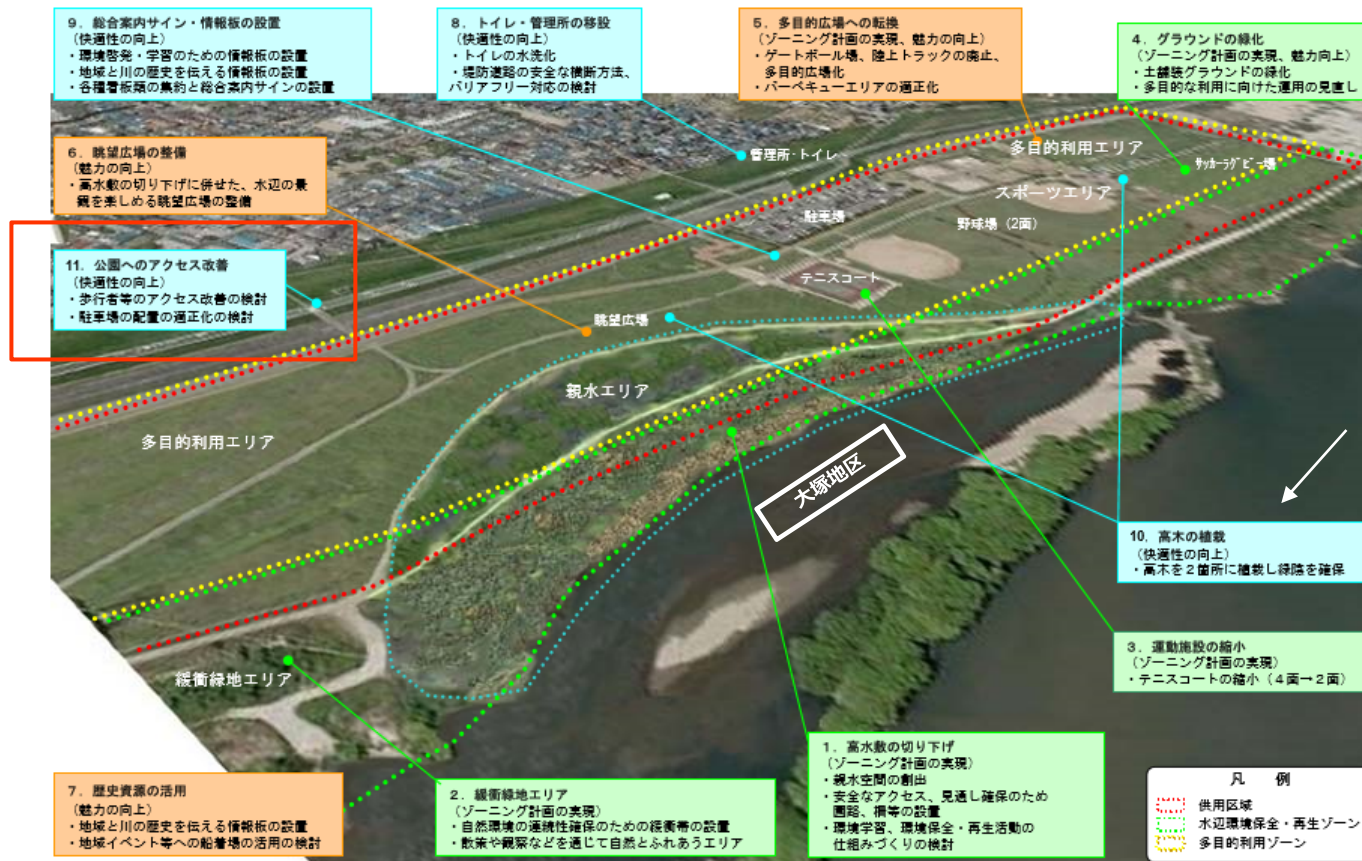 9. 総合案内サイン・情報板の設置
(快適性の向上)
・環境啓発・学習のための情報板の設置
・地域と川の歴史を伝える情報板の設置
・各種看板類の集約と総合案内サインの設置
8. トイレ・管理所の移設
(快適性の向上)
・トイレの水洗化
・堤防道路の安全な横断方法、
バリアフリー対応の検討
5. 多目的広場への転換
(ゾーニング計画の実現、魅力の向上)
・ゲートボール場、陸上トラックの廃止、
多目的広場化
・バーベキューエリアの適正化
4. グラウンドの緑化
(ゾーニング計画の実現、魅力向上)
・土舗装グラウンドの緑化
・多目的な利用に向けた運用の見直し
6. 眺望広場の整備
(魅力の向上)
・高水敷の切り下げに併せた、水辺の景
観を楽しめる眺望広場の整備
11. 公園へのアクセス改善
(快適性の向上)
・歩行者等のアクセス改善の検討
・駐車場の配置の適正化の検討
管理所・トイレ
多目的利用エリア
サッカーラグビー場
スポーツエリア
駐車場
野球場(2面)
テニスコート
眺望広場
親水エリア
多目的利用エリア
大塚地区
緩衝緑地エリア
10. 高木の植栽
(快適性の向上)
・高木を2箇所に植栽し緑陰を確保
3. 運動施設の縮小
(ゾーニング計画の実現)
・テニスコートの縮小(4面→2面)
1. 高水敷の切り下げ
(ゾーニング計画の実現)
・親水空間の創出
・安全なアクセス、見通し確保のため
園路、柵等の設置
・環境学習、環境保全・再生活動の
仕組みづくりの検討
2. 緩衝緑地エリア
(ゾーニング計画の実現)
・自然環境の連続性確保のための緩衝帯の設置
・散策や観察などを通じて自然とふれあうエリア
7. 歴史資源の活用
(魅力の向上)
・地域と川の歴史を伝える情報板の設置
・地域イベント等への船着場の活用の検討
凡 例
供用区域
水辺環境保全・再生ゾーン
多目的利用ゾーン